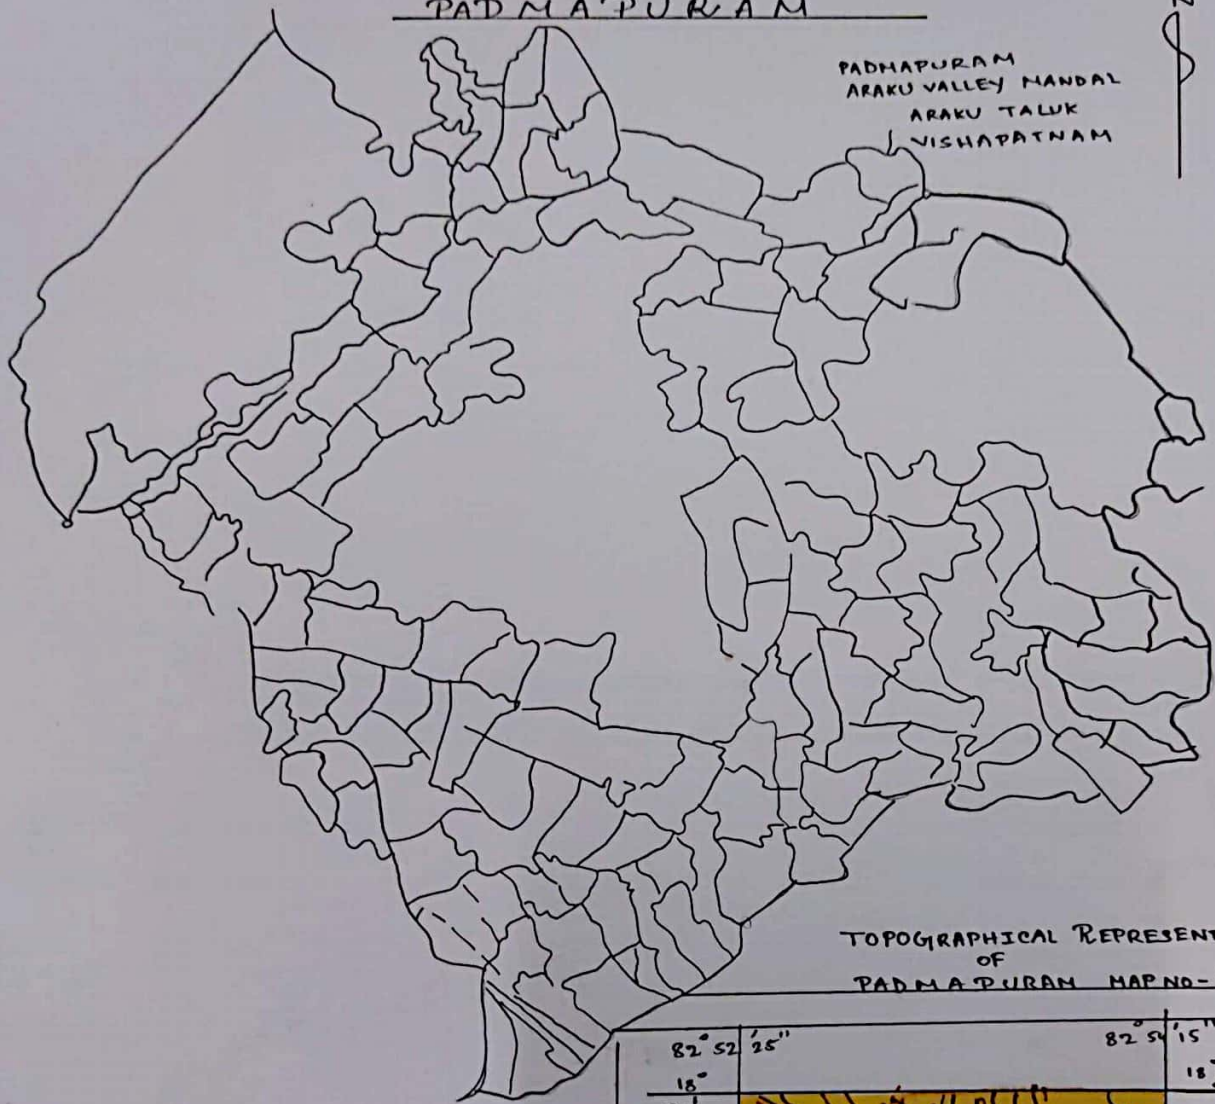 PADMAPURAM
N
PADMAPURAM
ARAKU VALLEY MANDAL
ARAKU TALUK
VISHAPATNAM
TOPOGRAPHICAL REPRESENT
OF
PADMAPURAM MAP NO-
82° 52' 25"
82° 54' 15"
18°
18°